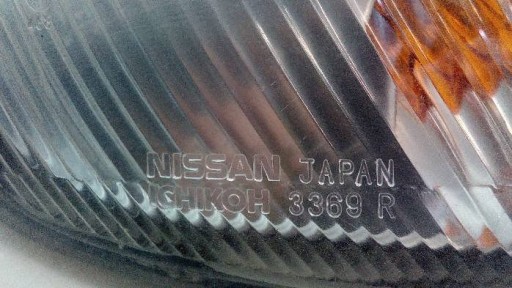 NISSAN JAPAN
ICHIKOH 3369 R